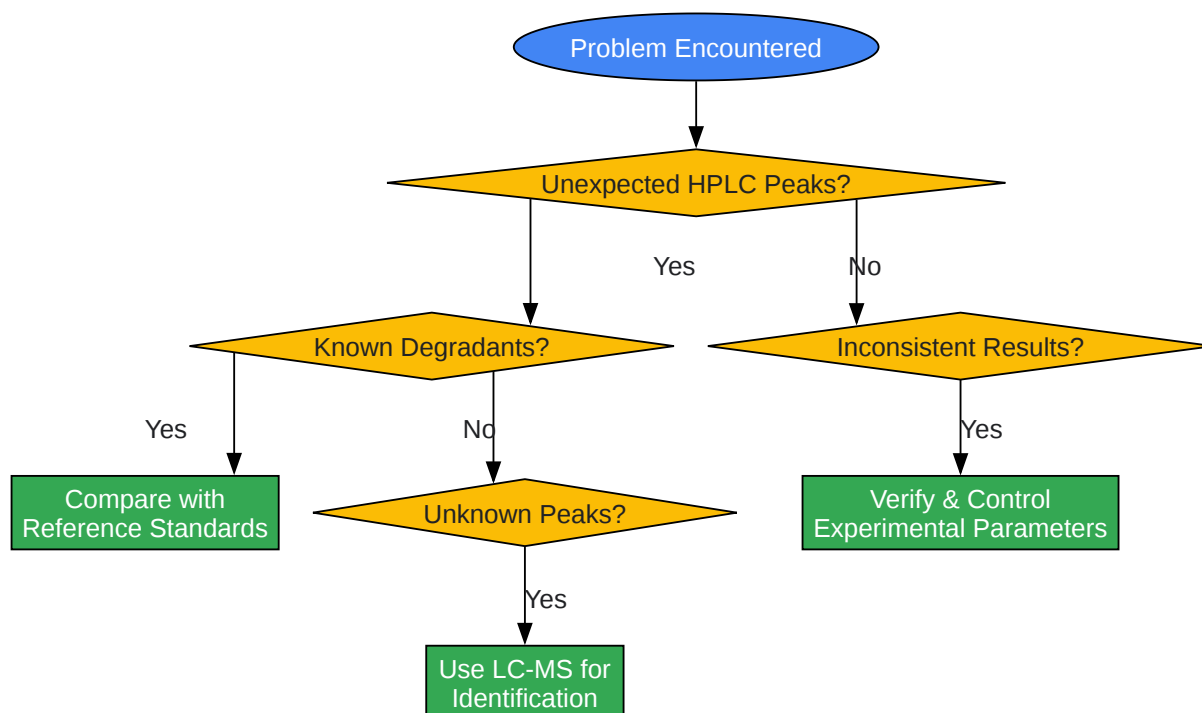 Problem Encountered
Unexpected HPLC Peaks?
Yes
No
Known Degradants?
Inconsistent Results?
Yes
No
Yes
Compare with
Reference Standards
Unknown Peaks?
Verify & Control
Experimental Parameters
Yes
Use LC-MS for
Identification